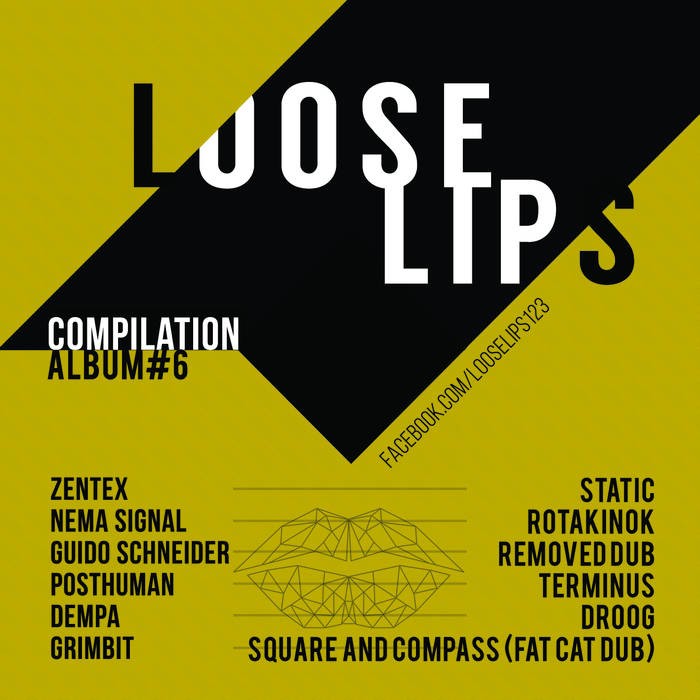 LOOSE
LIPS
COMPILATION
ALBUM#6
FACEBOOK.COM/LOOSELIPS123
ZENTEX
NEMA SIGNAL
GUIDO SCHNEIDER
POSTHUMAN
DEMPA
GRIMBIT
STATIC
ROTAKINOK
REMOVED DUB
TERMINUS
DROOG
SQUARE AND COMPASS (FAT CAT DUB)